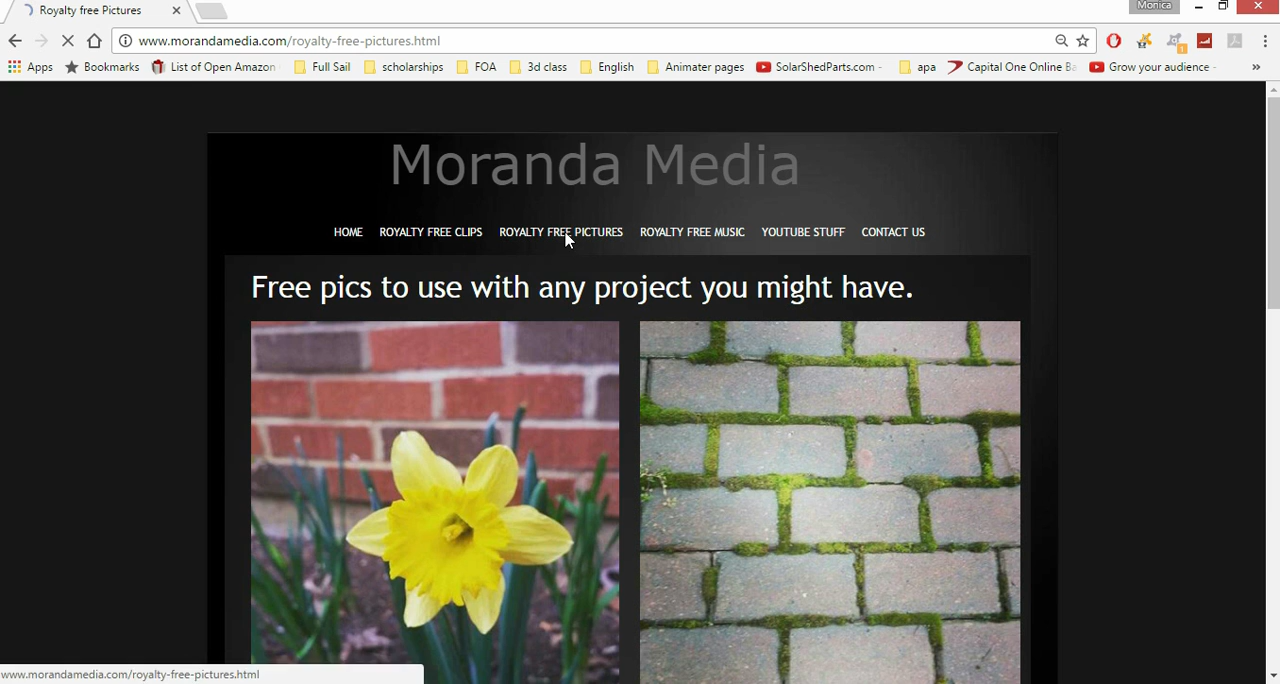 Royalty free Pictures
Monica
www.morandamedia.com/royalty-free-pictures.html
Apps Bookmarks List of Open Amazon Full Sail scholarships FOA 3d class English Animater pages SolarShedParts.com - apa Capital One Online Ba Grow your audience - »
Moranda Media
HOME ROYALTY FREE CLIPS ROYALTY FREE PICTURES ROYALTY FREE MUSIC YOUTUBE STUFF CONTACT US
Free pics to use with any project you might have.
www.morandamedia.com/royalty-free-pictures.html